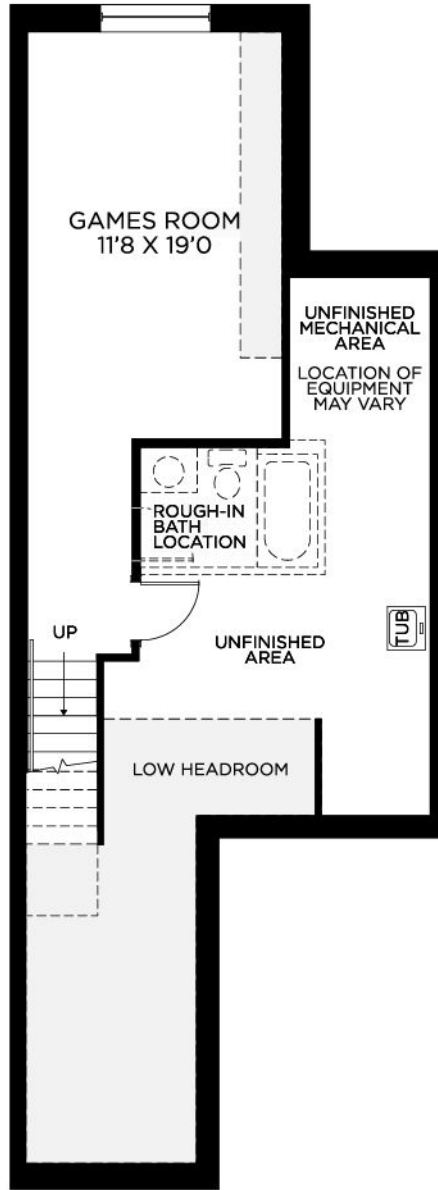 GAMES ROOM
11'8 X 19'0
UNFINISHED
MECHANICAL
AREA
LOCATION OF
EQUIPMENT
MAY VARY
ROUGH-IN
BATH
LOCATION
UP
UNFINISHED
AREA
TUB
LOW HEADROOM